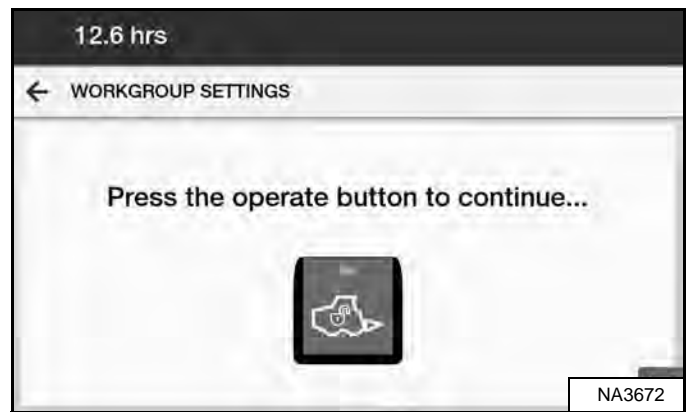 12.6 hrs
← WORKGROUP SETTINGS
Press the operate button to continue...
NA3672